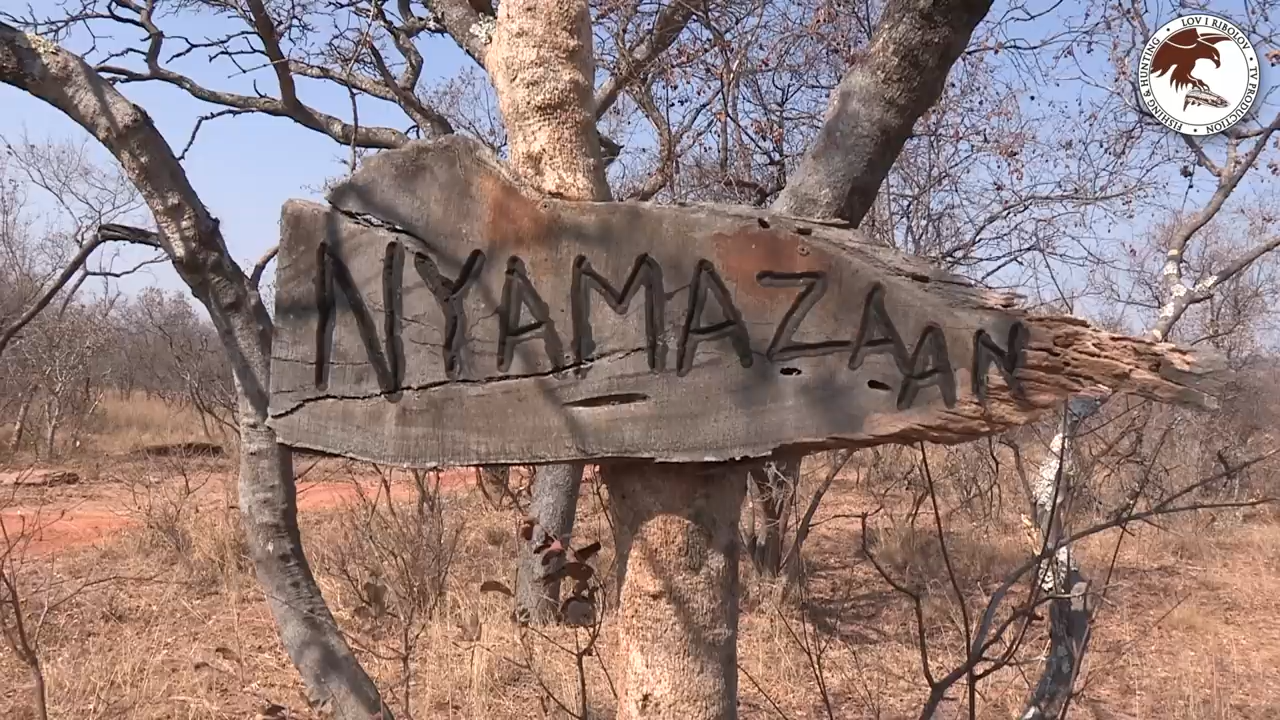 NYAMAZAAN
LOV I RIBOLOV • TV PRODUCTION • FISHING & HUNTING •